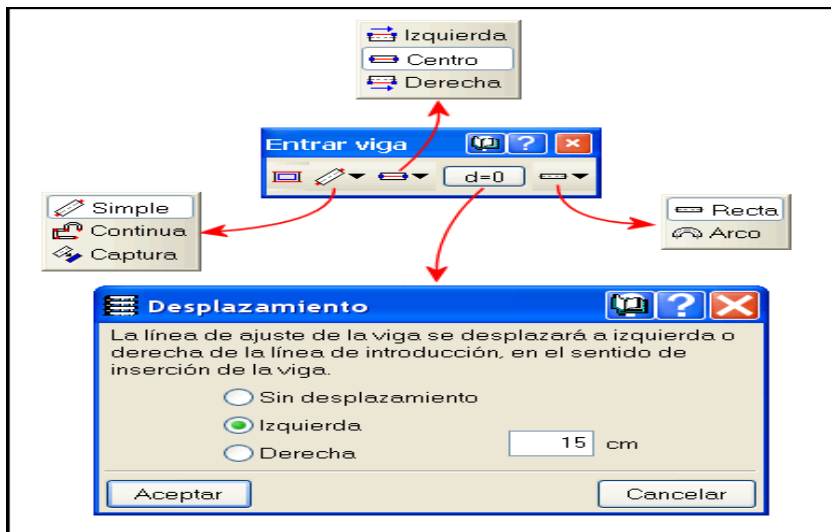 Izquierda
Centro
Derecha
Entrar viga
d=0
Simple
Continua
Captura
Recta
Arco
Desplazamiento
La línea de ajuste de la viga se desplazará a izquierda o
derecha de la línea de introducción, en el sentido de
inserción de la viga.
Sin desplazamiento
Izquierda
15 cm
Derecha
Aceptar
Cancelar